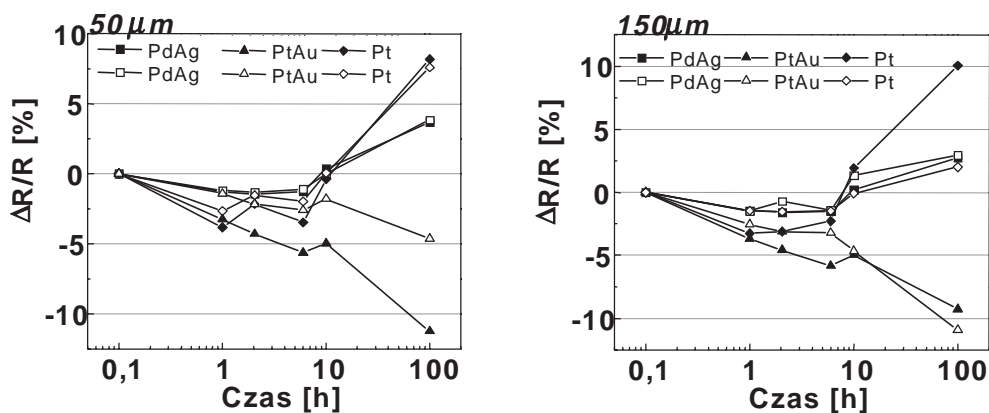 50µm
10
PdAg PtAu Pt
PdAg PtAu Pt
5
0
-5
-10
ΔR/R [%]
0,1 1 10 100
Czas [h]
150µm
10
PdAg PtAu Pt
PdAg PtAu Pt
5
0
-5
-10
ΔR/R [%]
0,1 1 10 100
Czas [h]